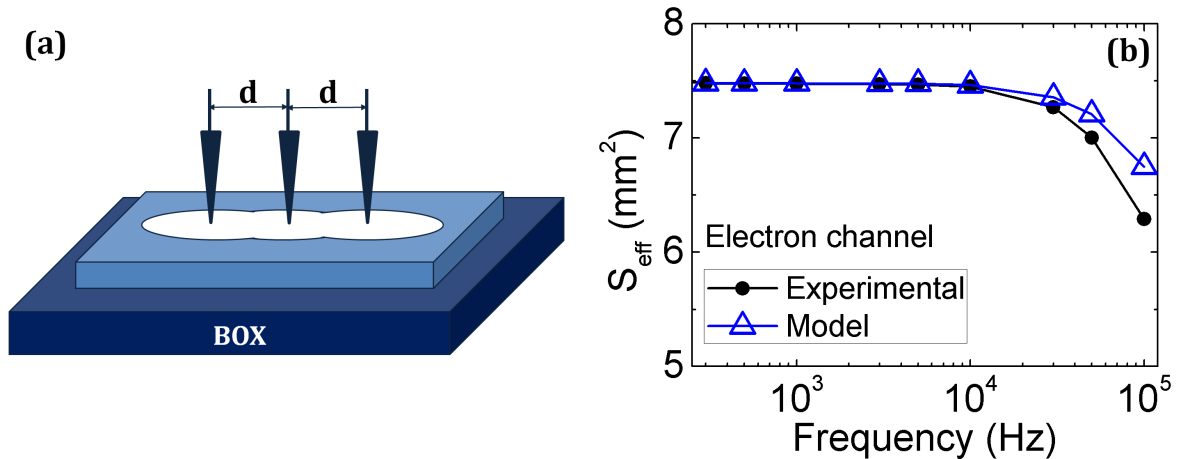 (a)
d d
BOX
(b)
S_eff (mm²)
8
7
6
5
Electron channel
Experimental
Model
10³ 10⁴ 10⁵
Frequency (Hz)